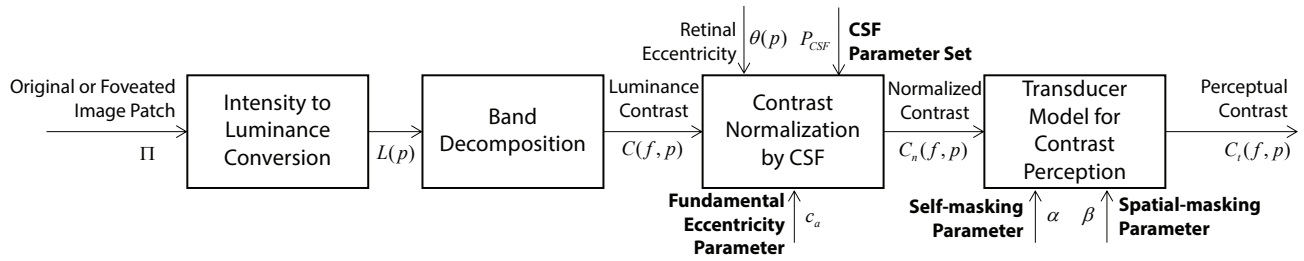 Original or Foveated
Image Patch
Π
Intensity to
Luminance
Conversion
L(p)
Band
Decomposition
Luminance
Contrast
C(f, p)
Retinal
Eccentricity
θ(p)
P_CSF
CSF
Parameter Set
Contrast
Normalization
by CSF
Fundamental
Eccentricity
Parameter
c_a
Normalized
Contrast
C_n(f, p)
Transducer
Model for
Contrast
Perception
Self-masking
Parameter
α
β
Spatial-masking
Parameter
Perceptual
Contrast
C_t(f, p)